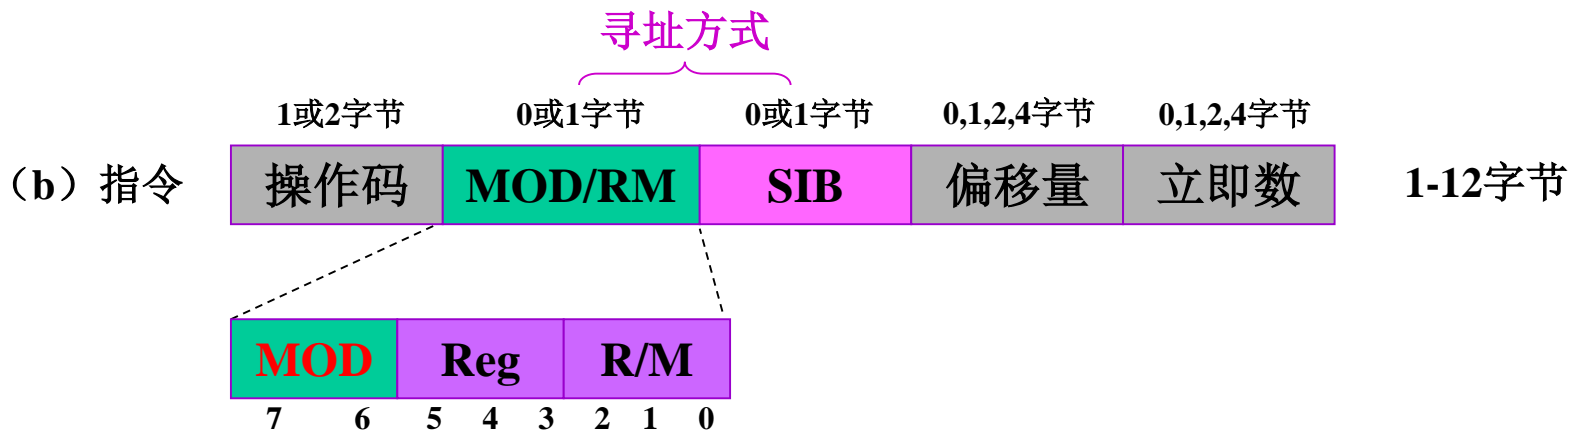 寻址方式
1或2字节 0或1字节 0或1字节 0,1,2,4字节 0,1,2,4字节
（b）指令 操作码 MOD/RM SIB 偏移量 立即数 1-12字节
MOD Reg R/M
7 6 5 4 3 2 1 0